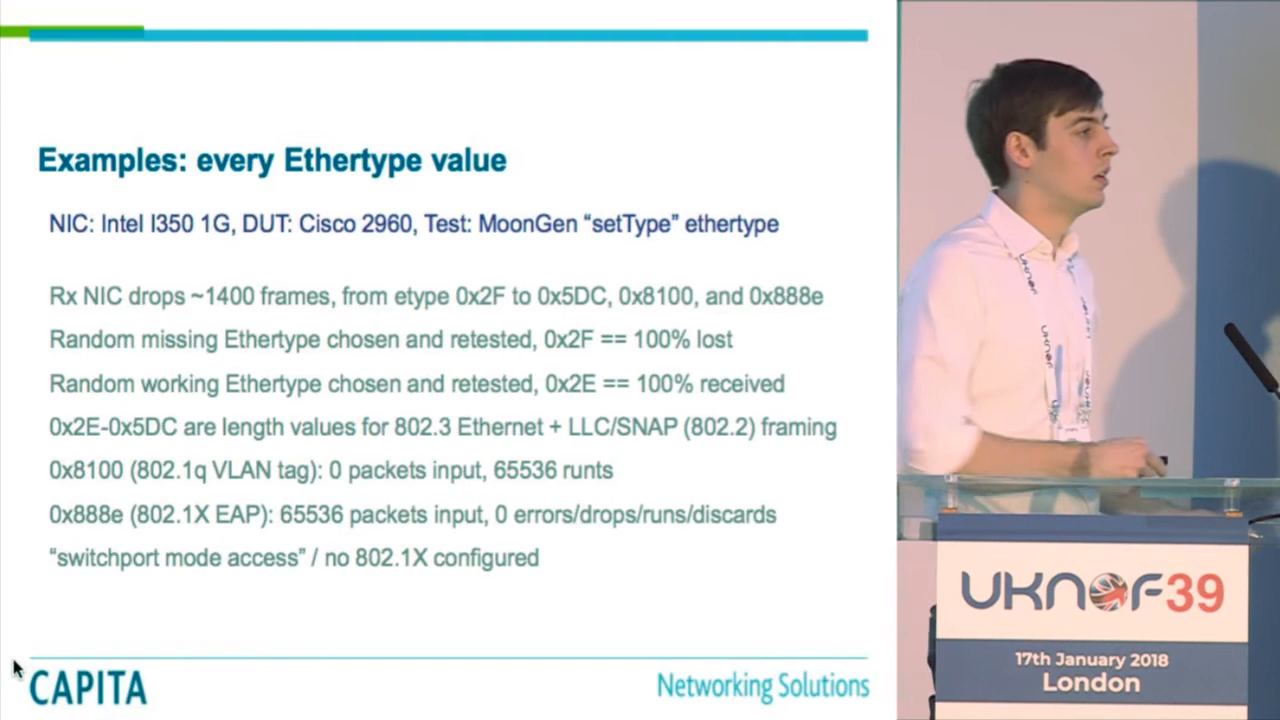 Examples: every Ethertype value
NIC: Intel I350 1G, DUT: Cisco 2960, Test: MoonGen “setType” ethertype
Rx NIC drops ~1400 frames, from etype 0x2F to 0x5DC, 0x8100, and 0x888e
Random missing Ethertype chosen and retested, 0x2F == 100% lost
Random working Ethertype chosen and retested, 0x2E == 100% received
0x2E-0x5DC are length values for 802.3 Ethernet + LLC/SNAP (802.2) framing
0x8100 (802.1q VLAN tag): 0 packets input, 65536 runts
0x888e (802.1X EAP): 65536 packets input, 0 errors/drops/runs/discards
“switchport mode access” / no 802.1X configured
CAPITA
Networking Solutions
UKNOF
UKNOF
UKNOF39
17th January 2018
London